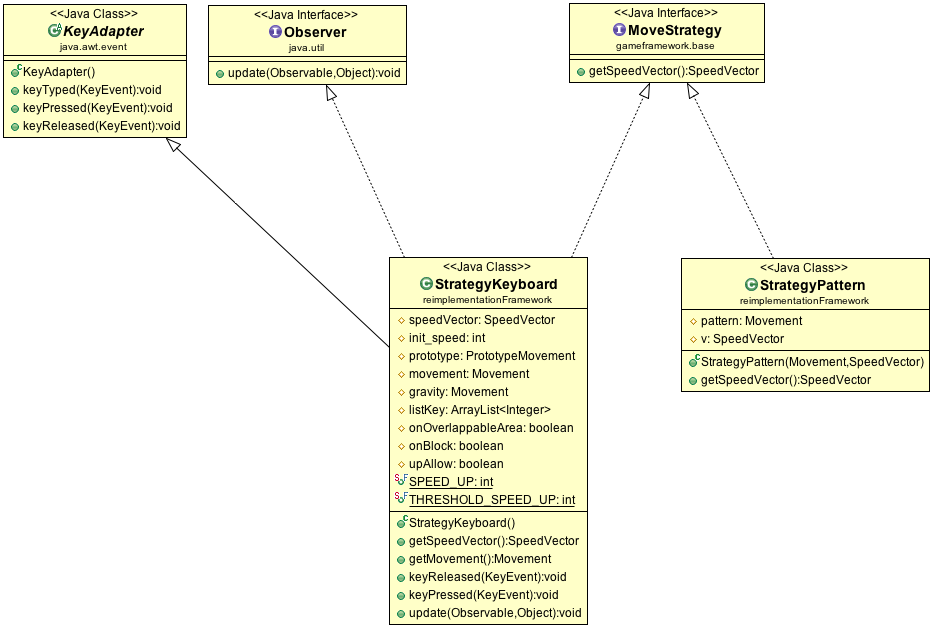 <<Java Class>>
KeyAdapter
java.awt.event
KeyAdapter()
keyTyped(KeyEvent):void
keyPressed(KeyEvent):void
keyReleased(KeyEvent):void
<<Java Interface>>
Observer
java.util
update(Observable,Object):void
<<Java Interface>>
MoveStrategy
gameframework.base
getSpeedVector():SpeedVector
<<Java Class>>
StrategyKeyboard
reimplementationFramework
speedVector: SpeedVector
init_speed: int
prototype: PrototypeMovement
movement: Movement
gravity: Movement
listKey: ArrayList<Integer>
onOverlappableArea: boolean
onBlock: boolean
upAllow: boolean
SPEED_UP: int
THRESHOLD_SPEED_UP: int
StrategyKeyboard()
getSpeedVector():SpeedVector
getMovement():Movement
keyReleased(KeyEvent):void
keyPressed(KeyEvent):void
update(Observable,Object):void
<<Java Class>>
StrategyPattern
reimplementationFramework
pattern: Movement
v: SpeedVector
StrategyPattern(Movement,SpeedVector)
getSpeedVector():SpeedVector